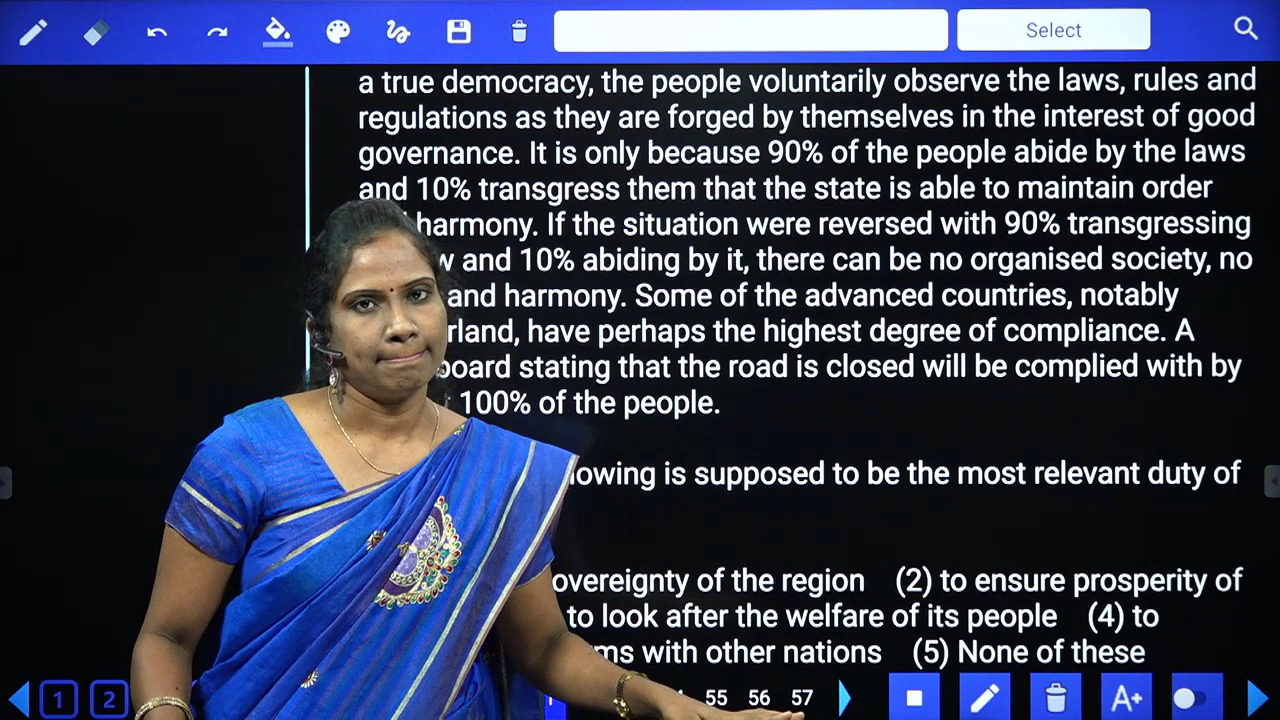 Select
a true democracy, the people voluntarily observe the laws, rules and
regulations as they are forged by themselves in the interest of good
governance. It is only because 90% of the people abide by the laws
and 10% transgress them that the state is able to maintain order
harmony. If the situation were reversed with 90% transgressing
and 10% abiding by it, there can be no organised society, no
and harmony. Some of the advanced countries, notably
have perhaps the highest degree of compliance. A
stating that the road is closed will be complied with by
100% of the people.
is supposed to be the most relevant duty of
of the region (2) to ensure prosperity of
to look after the welfare of its people (4) to
with other nations (5) None of these
1 2 55 56 57 A+